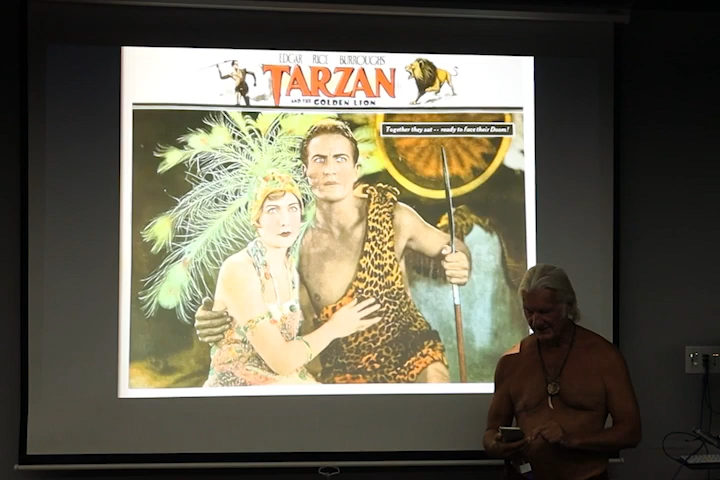 EDGAR RICE BURROUGHS
TARZAN
AND THE GOLDEN LION
Together they sat -- ready to face their Doom!